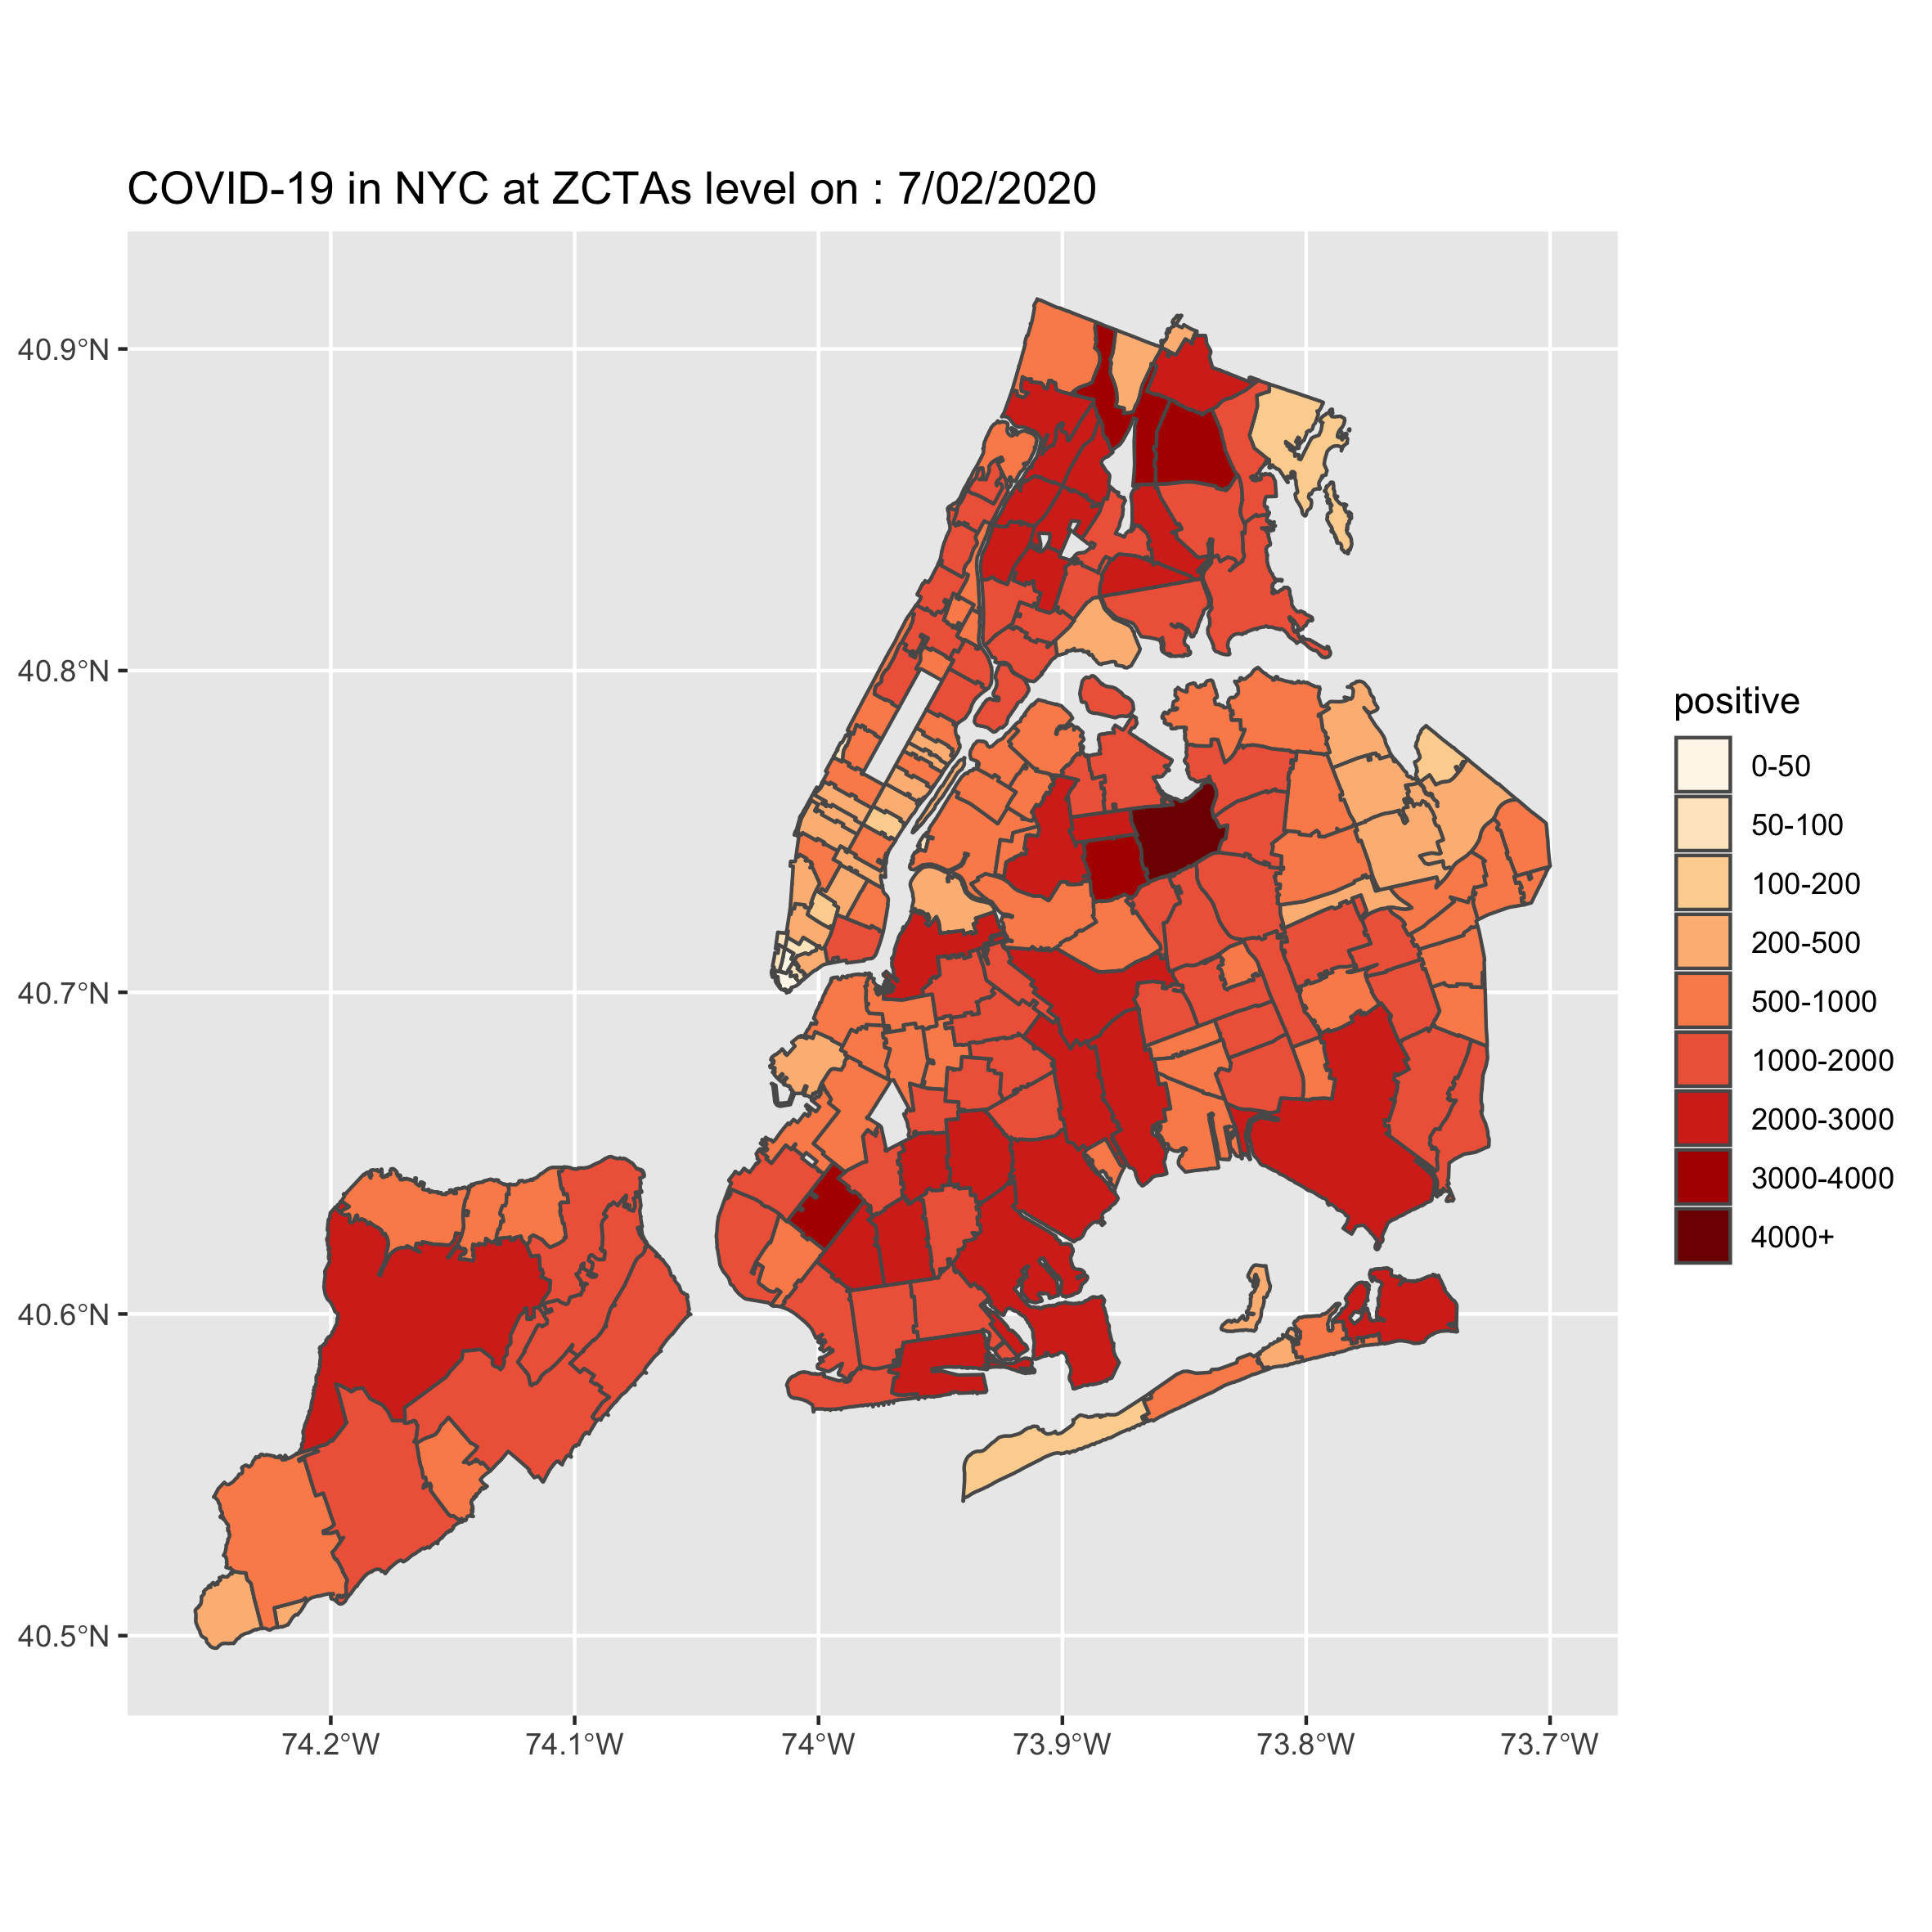 COVID-19 in NYC at ZCTAs level on : 7/02/2020
40.9°N
40.8°N
40.7°N
40.6°N
40.5°N
74.2°W
74.1°W
74°W
73.9°W
73.8°W
73.7°W
positive
0-50
50-100
100-200
200-500
500-1000
1000-2000
2000-3000
3000-4000
4000+